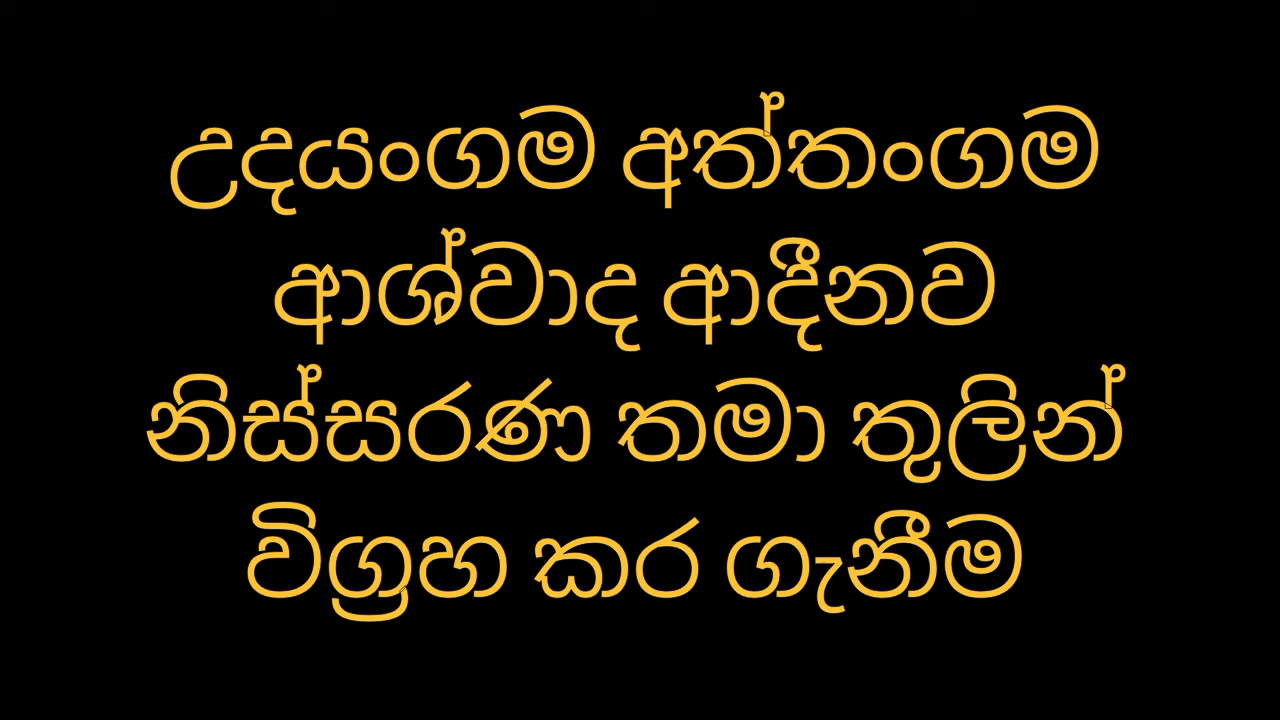 උදයංගම අත්තංගම
ආශ්වාද ආදීනව
නිස්සරණ තමා තුලින්
විග්‍රහ කර ගැනීම